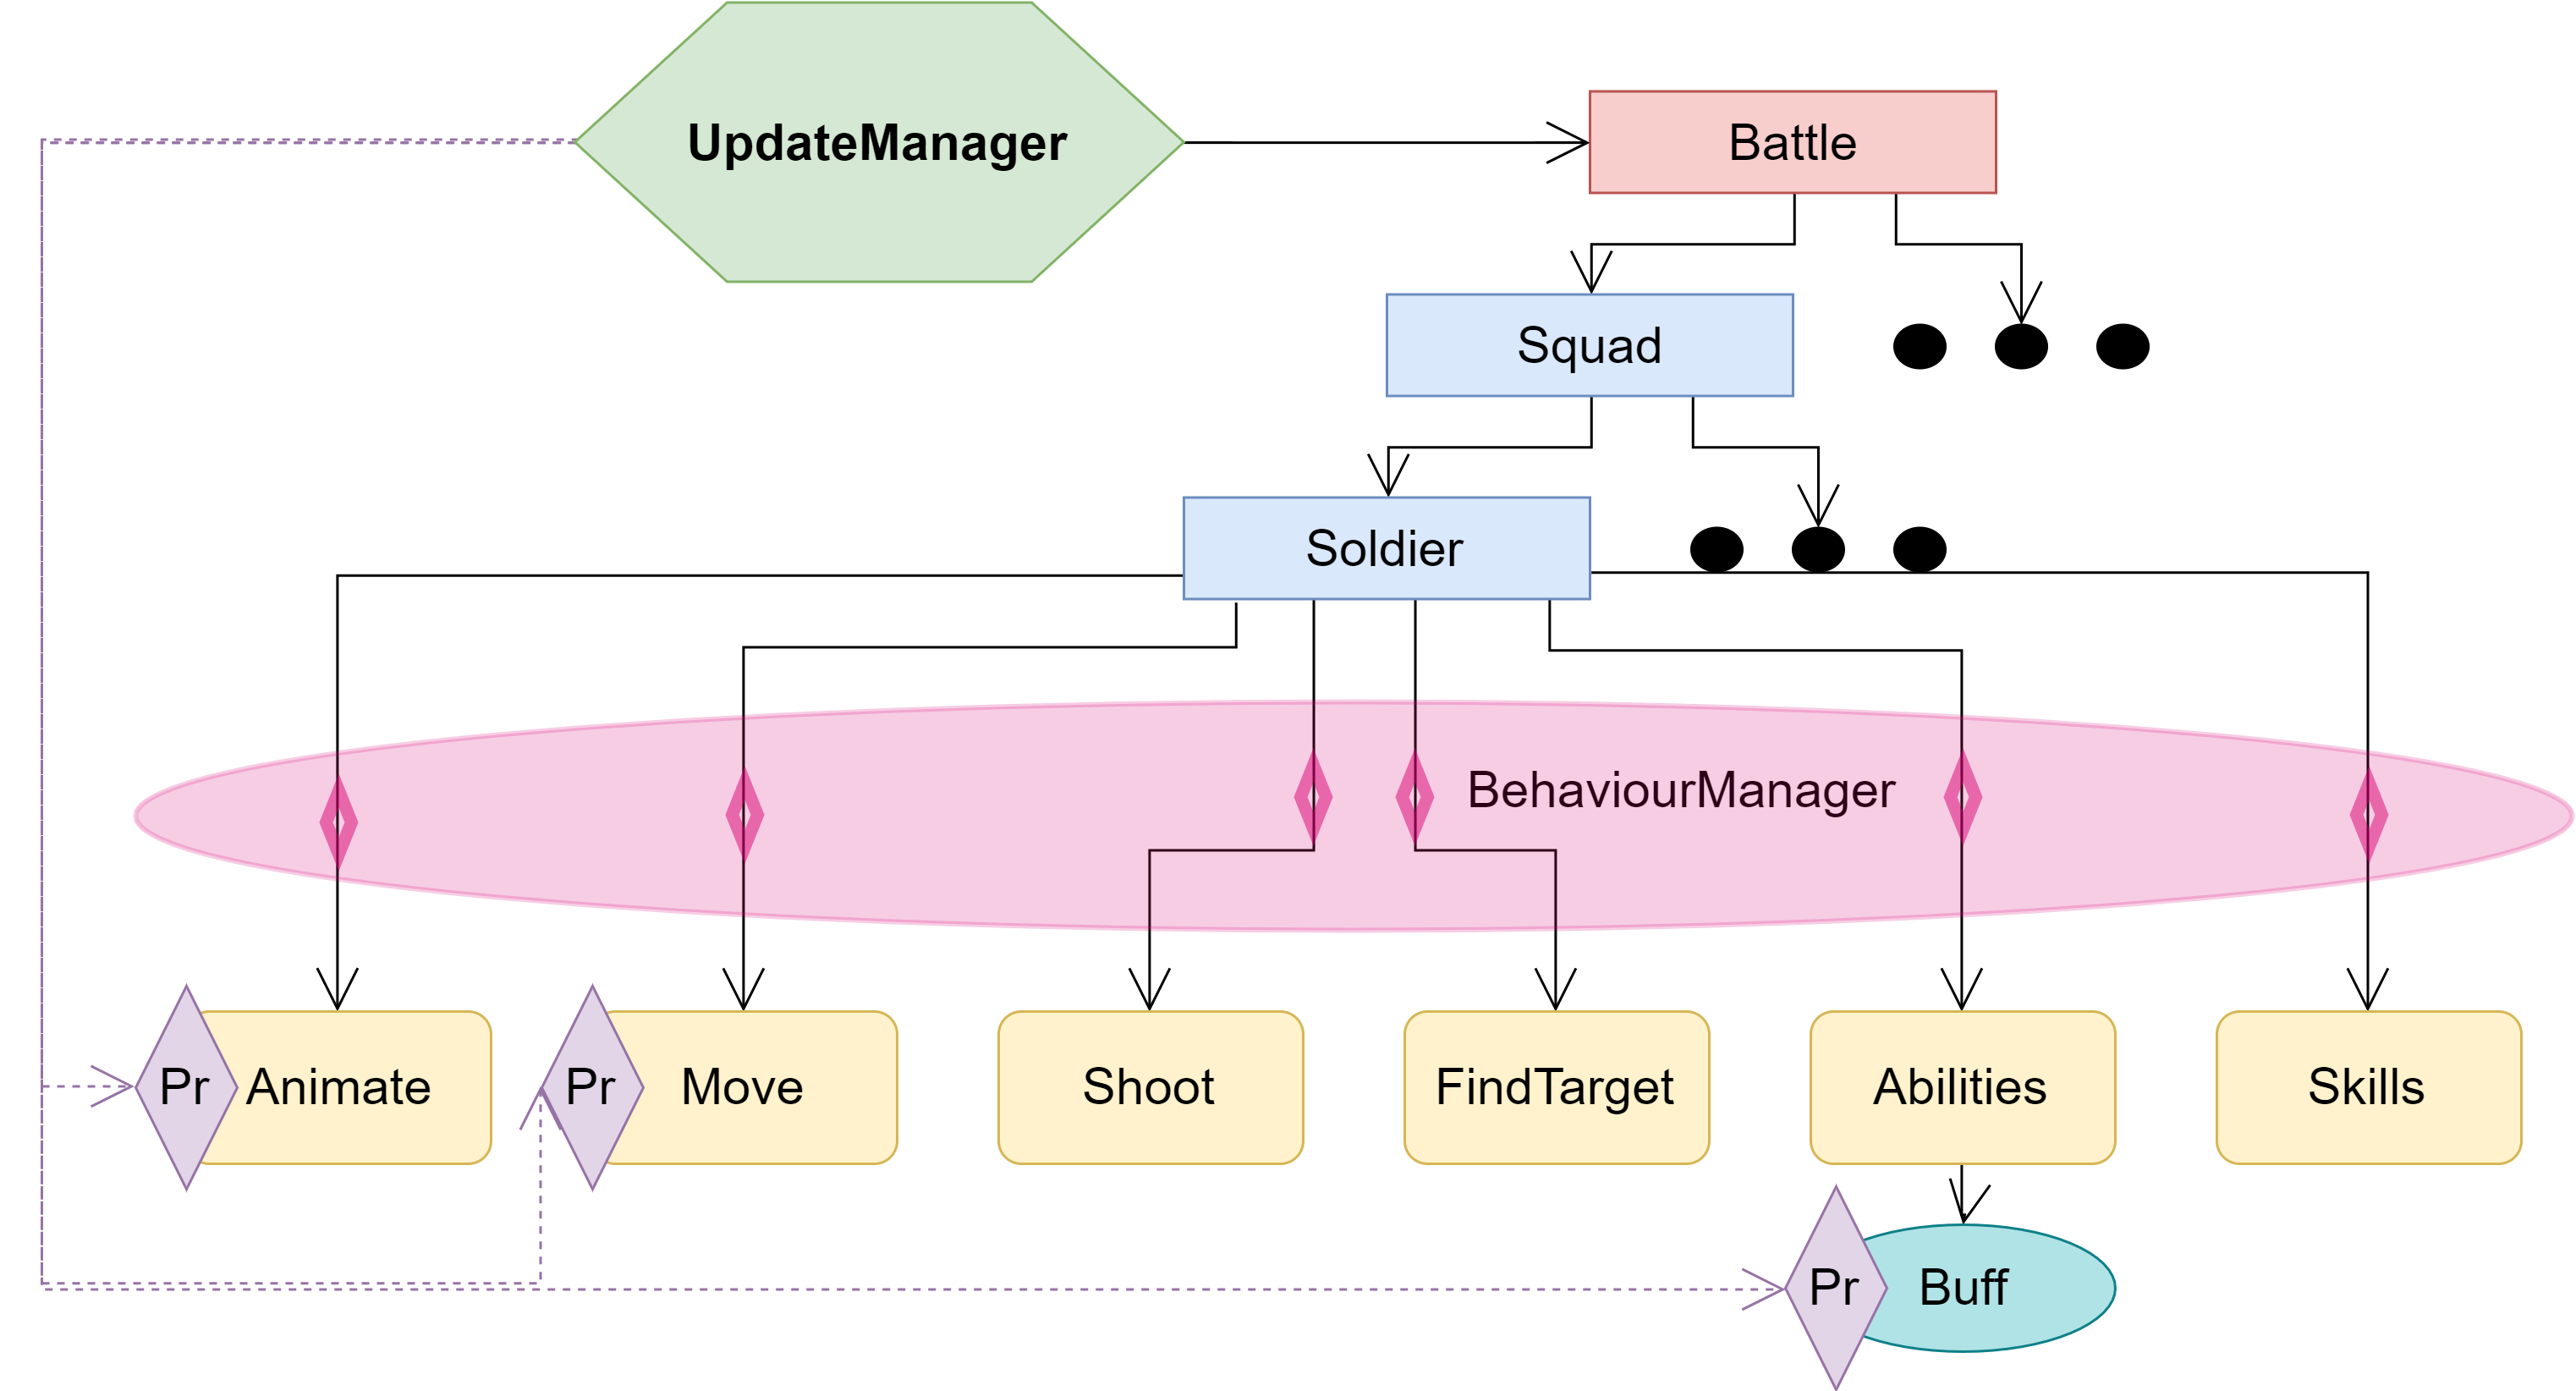 UpdateManager
Battle
Squad
Soldier
BehaviourManager
Pr
Animate
Pr
Move
Shoot
FindTarget
Abilities
Skills
Pr
Buff